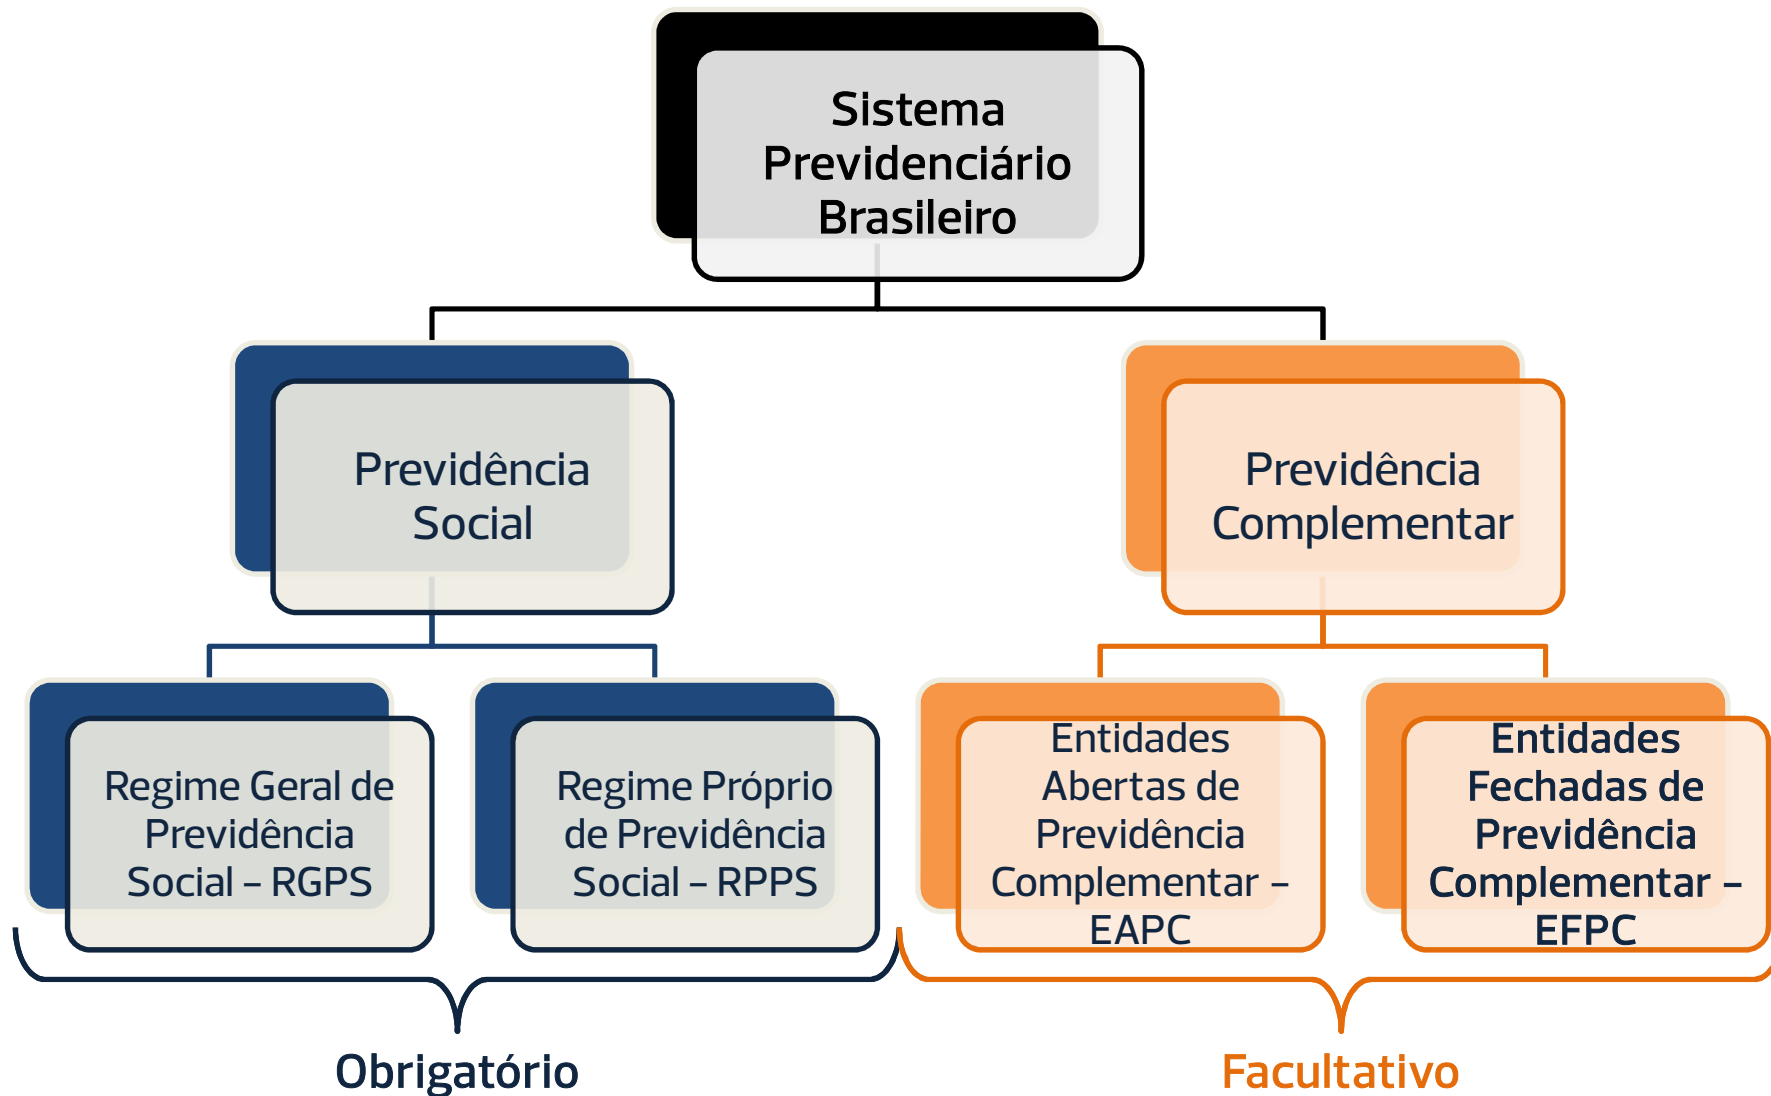 Sistema
Previdenciário
Brasileiro
Previdência
Social
Previdência
Complementar
Regime Geral de
Previdência
Social – RGPS
Regime Próprio
de Previdência
Social – RPPS
Entidades
Abertas de
Previdência
Complementar –
EAPC
Entidades
Fechadas de
Previdência
Complementar –
EFPC
Obrigatório
Facultativo